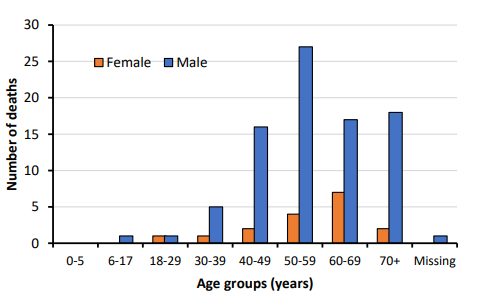 30
25
20
15
10
5
0
Number of deaths
Female Male
0-5 6-17 18-29 30-39 40-49 50-59 60-69 70+ Missing
Age groups (years)